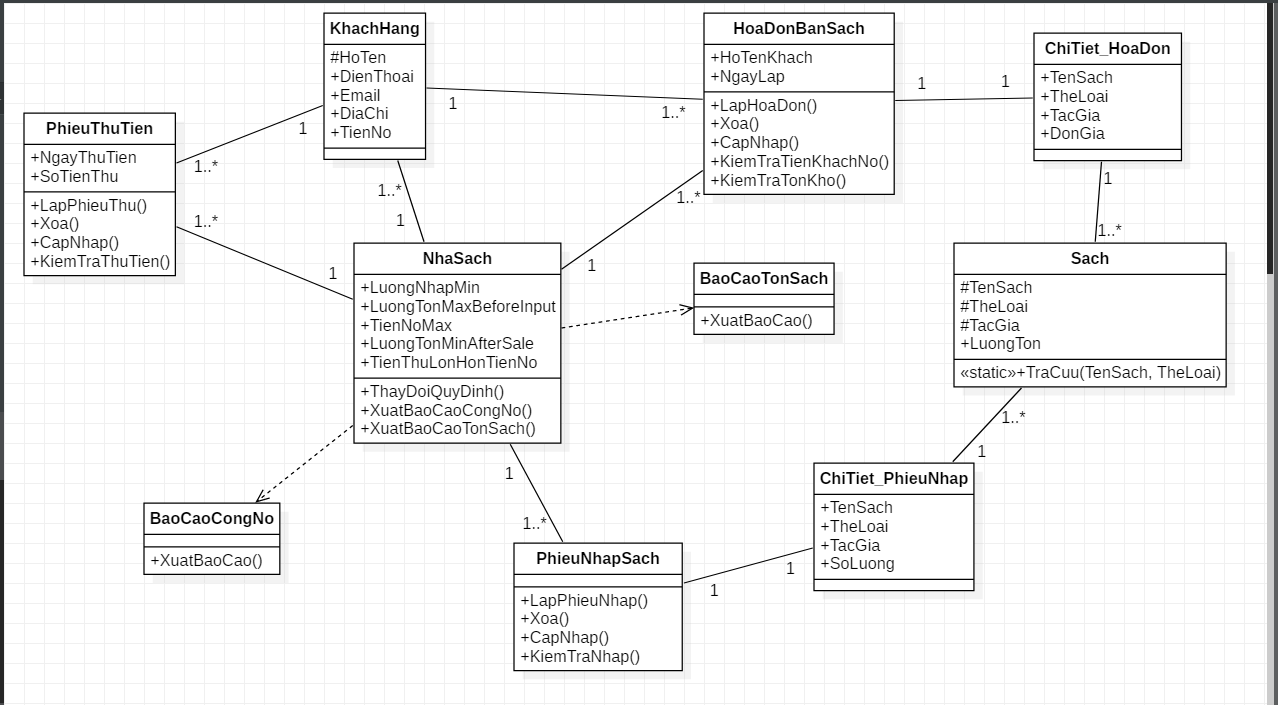 KhachHang
#HoTen
+DienThoai
+Email
+DiaChi
+TienNo
HoaDonBanSach
+HoTenKhach
+NgayLap
+LapHoaDon()
+Xoa()
+CapNhap()
+KiemTraTienKhachNo()
+KiemTraTonKho()
ChiTiet_HoaDon
+TenSach
+TheLoai
+TacGia
+DonGia
PhieuThuTien
+NgayThuTien
+SoTienThu
+LapPhieuThu()
+Xoa()
+CapNhap()
+KiemTraThuTien()
1
1..*
1
1..*
1
1
1..*
1
1..*
1
1..*
1
1
1..*
NhaSach
+LuongNhapMin
+LuongTonMaxBeforeInput
+TienNoMax
+LuongTonMinAfterSale
+TienThuLonHonTienNo
+ThayDoiQuyDinh()
+XuatBaoCaoCongNo()
+XuatBaoCaoTonSach()
BaoCaoTonSach
+XuatBaoCao()
Sach
#TenSach
#TheLoai
#TacGia
+LuongTon
«static»+TraCuu(TenSach, TheLoai)
1..*
1
ChiTiet_PhieuNhap
+TenSach
+TheLoai
+TacGia
+SoLuong
1
1..*
BaoCaoCongNo
+XuatBaoCao()
PhieuNhapSach
+LapPhieuNhap()
+Xoa()
+CapNhap()
+KiemTraNhap()
1
1